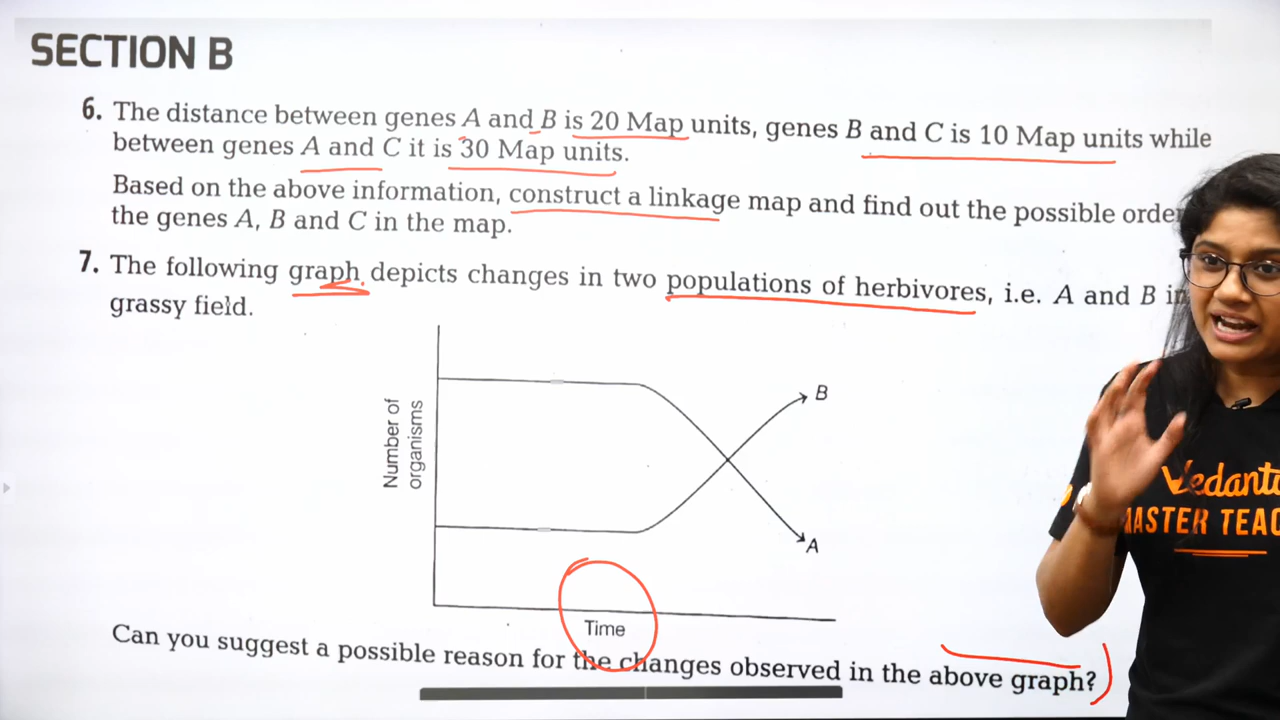 SECTION B
6. The distance between genes A and B is 20 Map units, genes B and C is 10 Map units while
between genes A and C it is 30 Map units.
Based on the above information, construct a linkage map and find out the possible order
the genes A, B and C in the map.
7. The following graph depicts changes in two populations of herbivores, i.e. A and B in
grassy field.
Number of
organisms
B
A
Time
Can you suggest a possible reason for the changes observed in the above graph?
Vedantu
MASTER TEAC